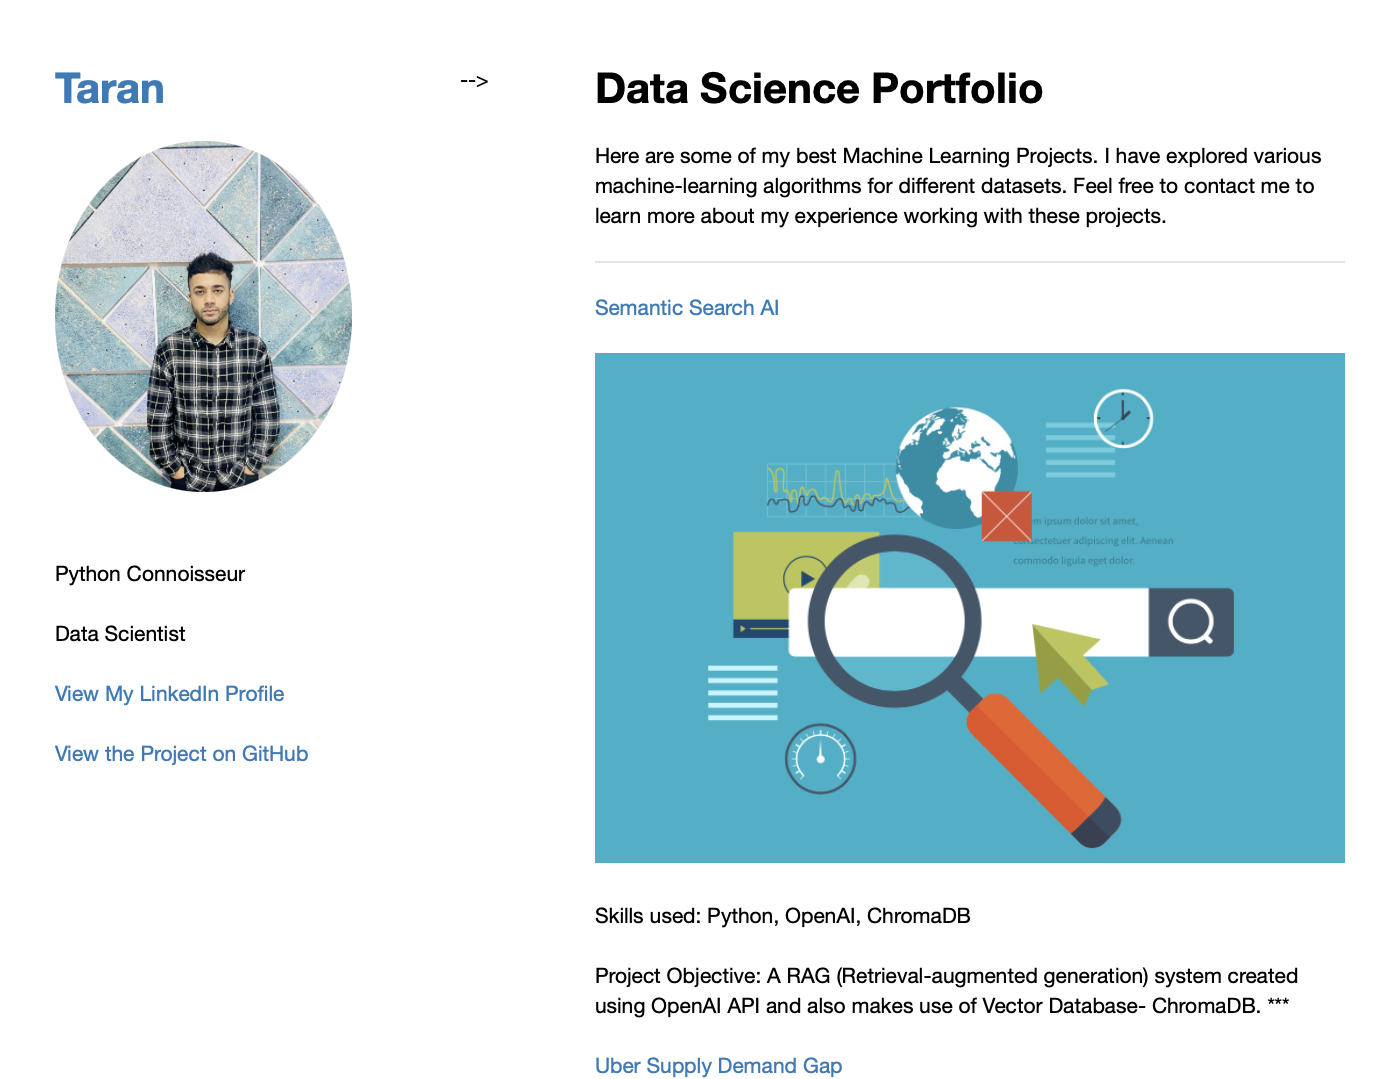 Taran
-->
Python Connoisseur
Data Scientist
View My LinkedIn Profile
View the Project on GitHub
Data Science Portfolio
Here are some of my best Machine Learning Projects. I have explored various
machine-learning algorithms for different datasets. Feel free to contact me to
learn more about my experience working with these projects.
Semantic Search AI
ipsum dolor sit amet,
adipiscing elit. Aenean
commodo ligula eget dolor.
Skills used: Python, OpenAI, ChromaDB
Project Objective: A RAG (Retrieval-augmented generation) system created
using OpenAI API and also makes use of Vector Database- ChromaDB. ***
Uber Supply Demand Gap